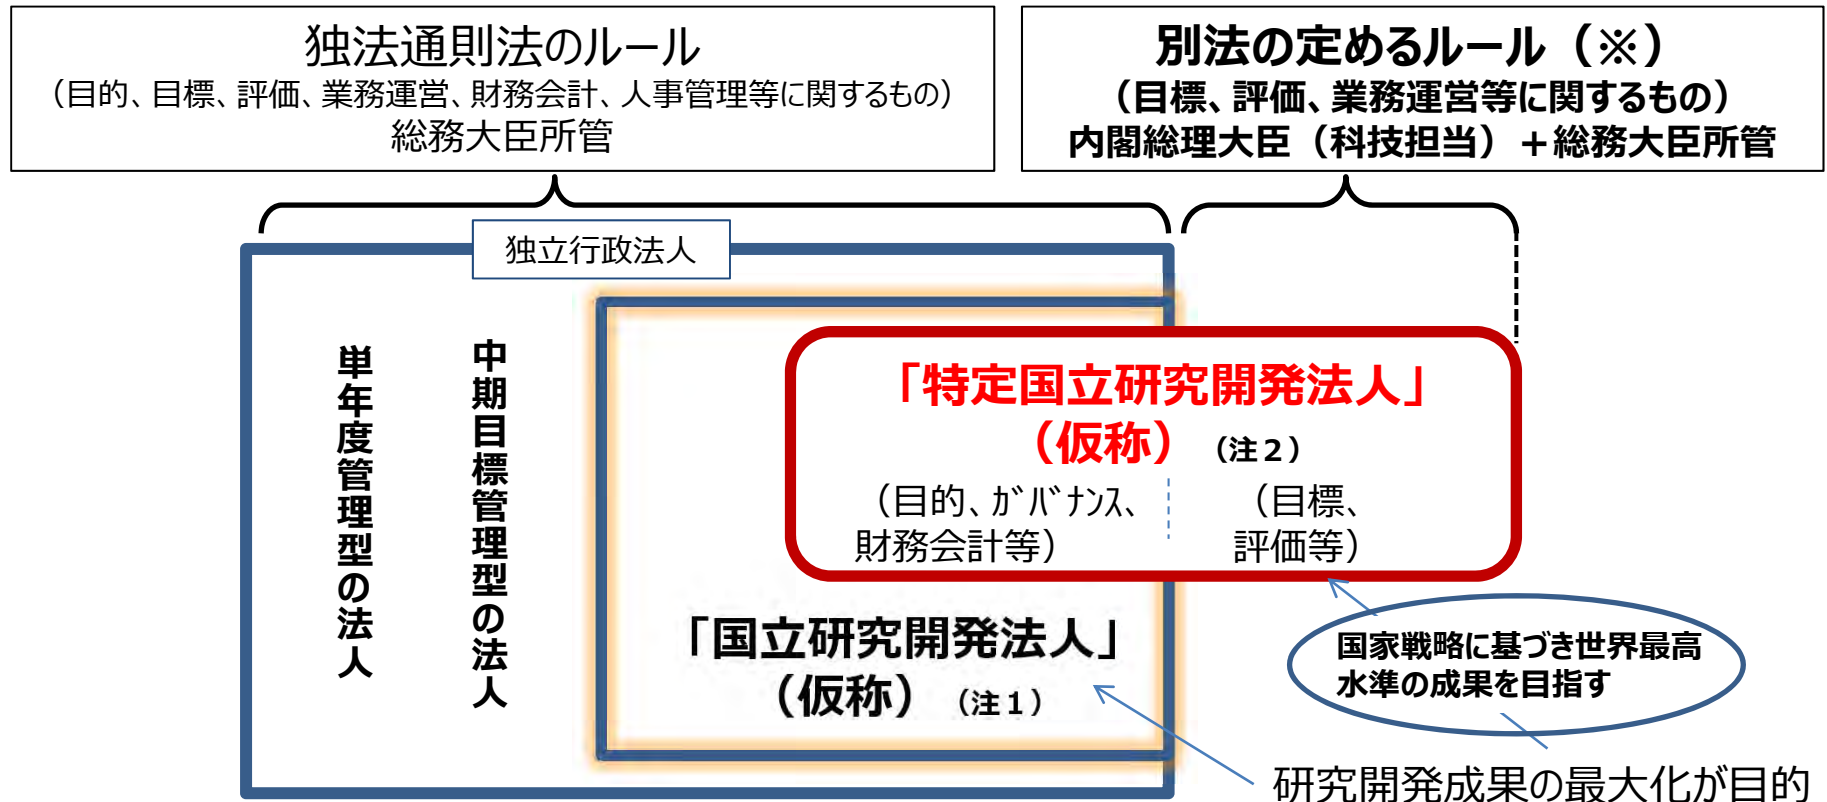 独法通則法のルール
（目的、目標、評価、業務運営、財務会計、人事管理等に関するもの）
総務大臣所管
別法の定めるルール（※）
（目標、評価、業務運営等に関するもの）
内閣総理大臣（科技担当）＋総務大臣所管
独立行政法人
単年度管理型の法人
中期目標管理型の法人
「特定国立研究開発法人」
（仮称）（注２）
（目的、ｶﾞﾊﾞﾅﾝｽ、
財務会計等）
（目標、
評価等）
「国立研究開発法人」
（仮称）（注１）
国家戦略に基づき世界最高
水準の成果を目指す
研究開発成果の最大化が目的